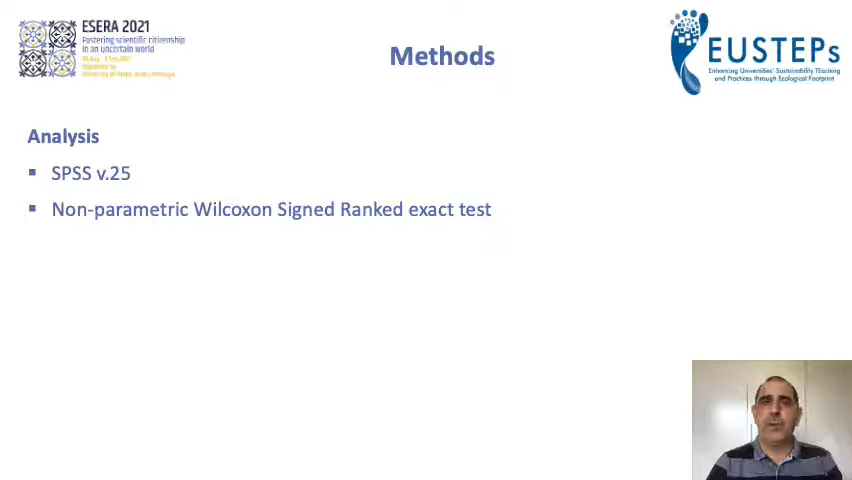 ESERA 2021
Fostering scientific citizenship
in an uncertain world
Methods
EUSTEPs
Enhancing Universities' Sustainability TEaching
and Practices through Ecological Footprint
Analysis
▪ SPSS v.25
▪ Non-parametric Wilcoxon Signed Ranked exact test